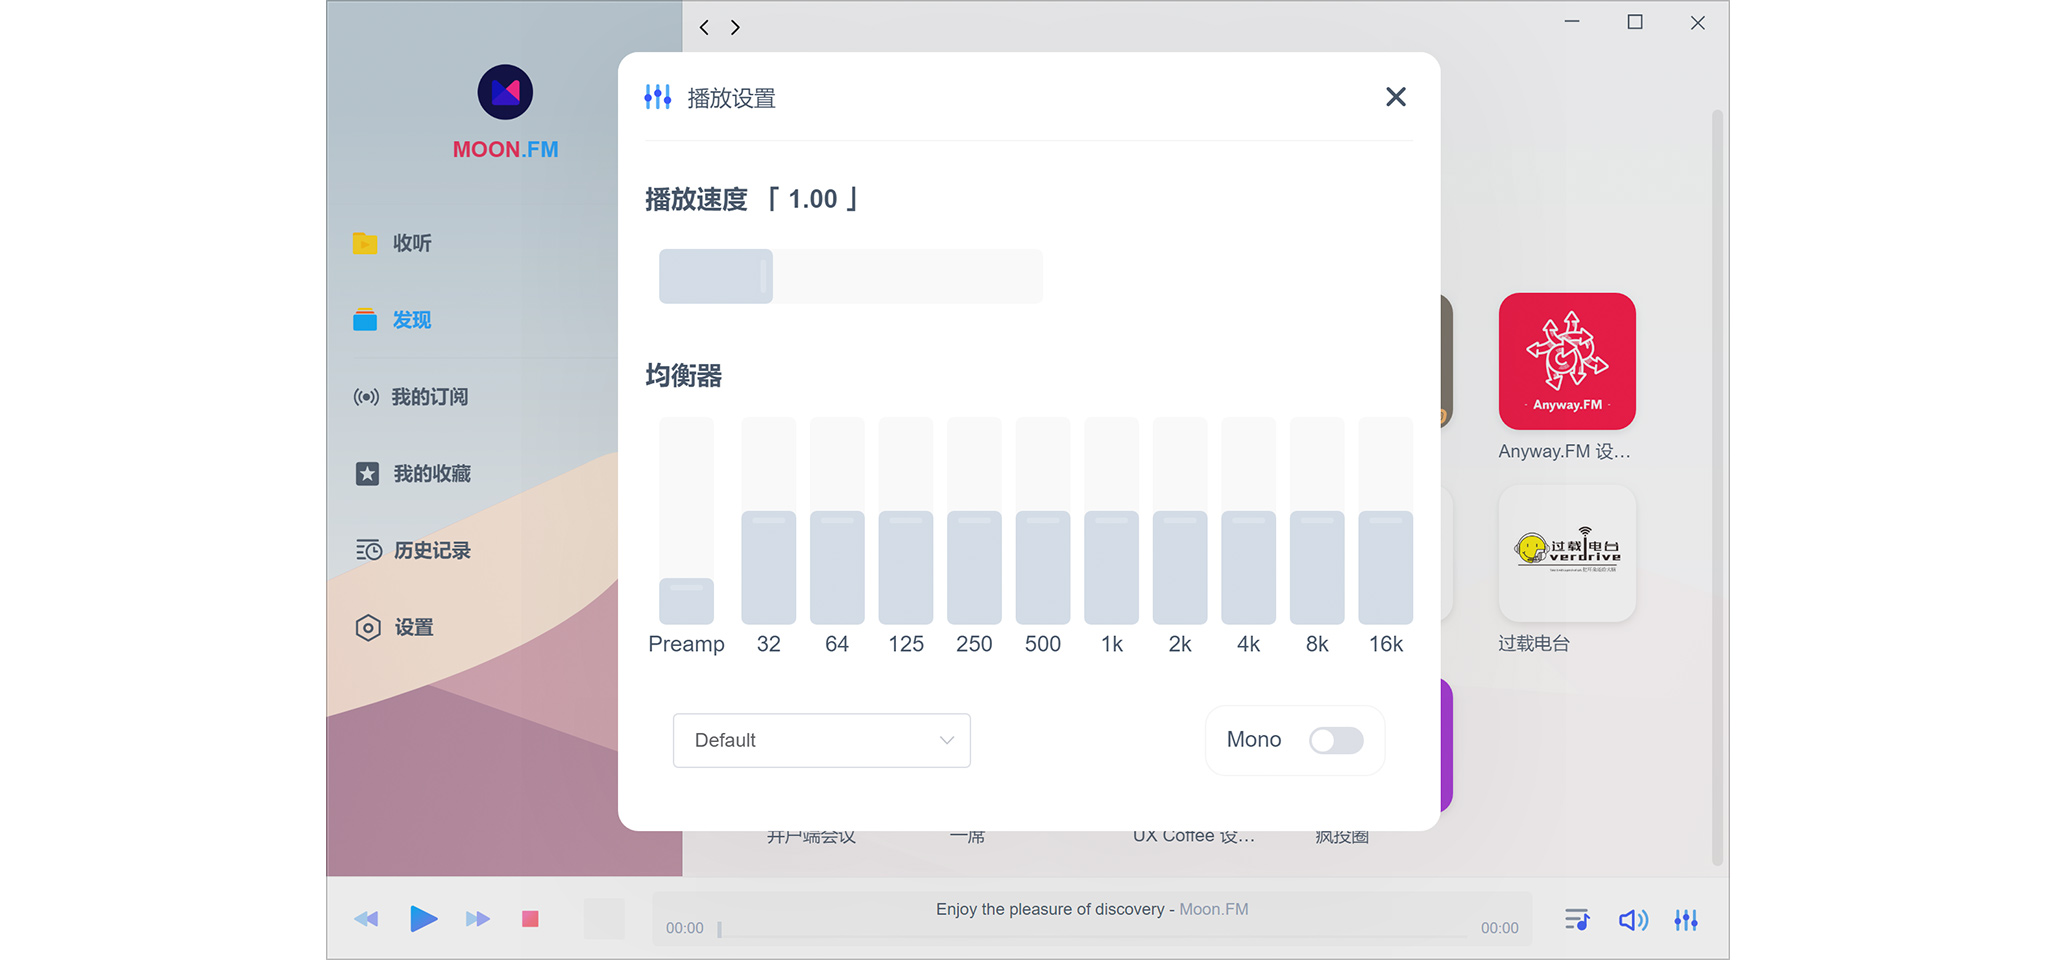 MOON.FM
收听
发现
我的订阅
我的收藏
历史记录
设置
播放设置
播放速度 「 1.00 」
均衡器
Preamp 32 64 125 250 500 1k 2k 4k 8k 16k
Default
Mono
Anyway.FM
Anyway.FM 设...
过载电台
verdrive
过载电台
开户端会议 一席 UX Coffee 设... 疯投圈
Enjoy the pleasure of discovery - Moon.FM
00:00 00:00